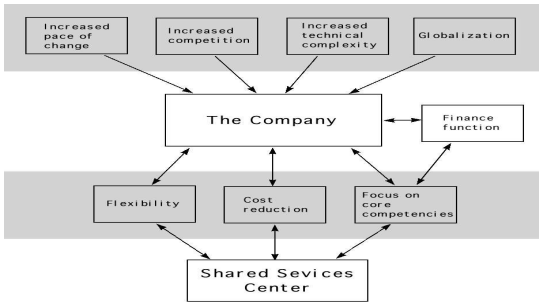 Increased
pace of
change
Increased
competition
Increased
technical
complexity
Globalization
The Company
Finance
function
Flexibility
Cost
reduction
Focus on
core
competencies
Shared Sevices
Center